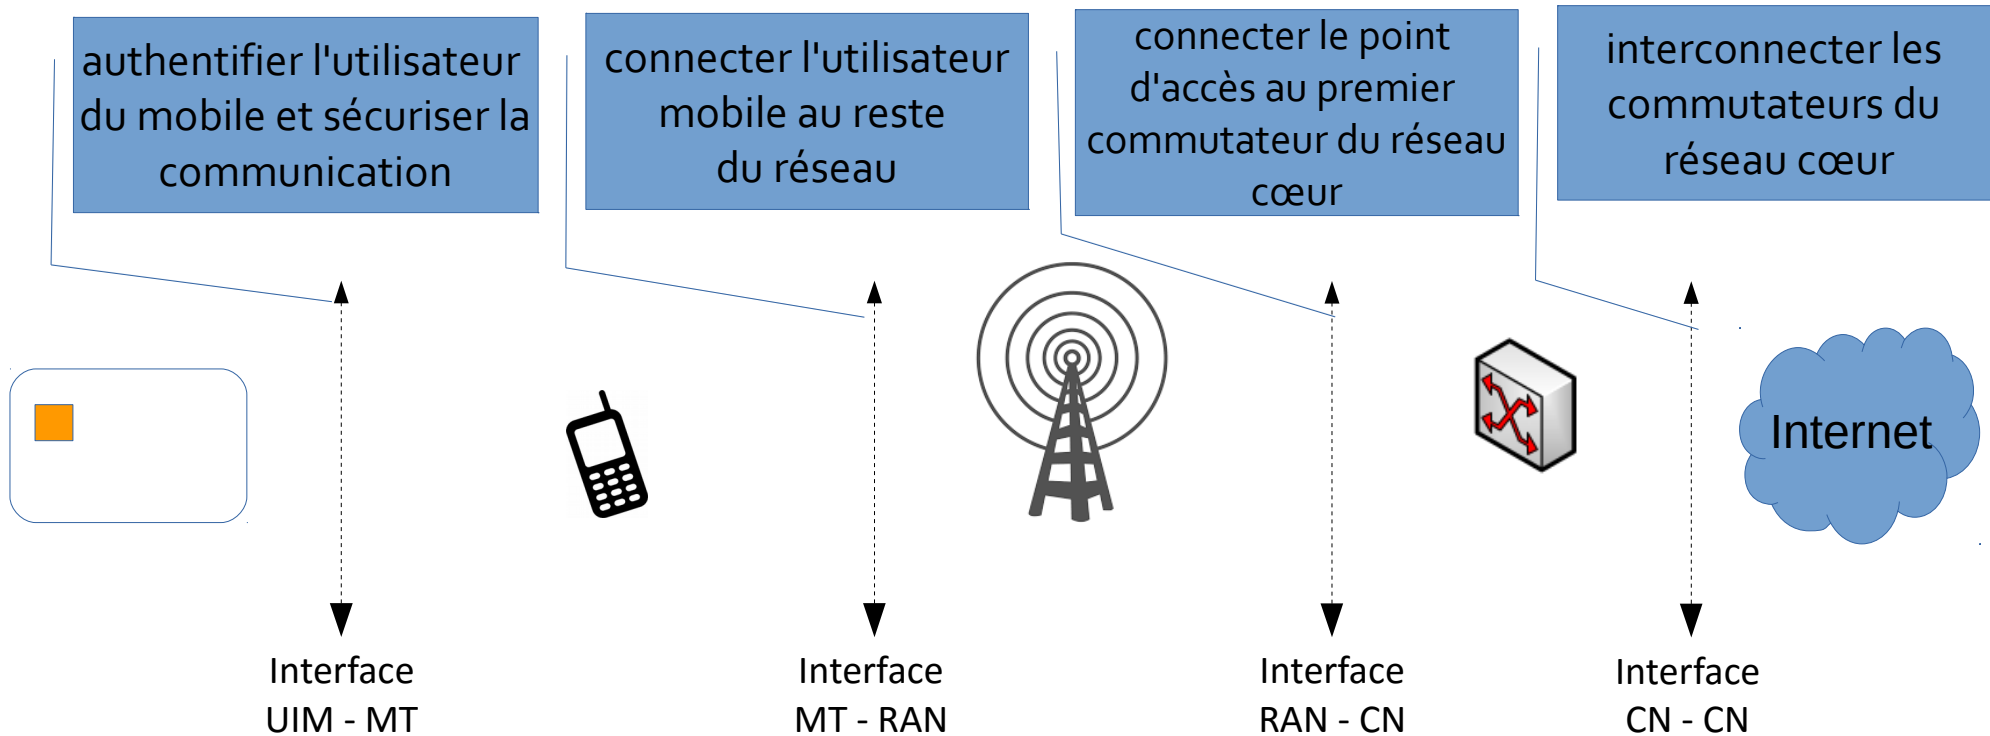 authentifier l'utilisateur
du mobile et sécuriser la
communication
connecter l'utilisateur
mobile au reste
du réseau
connecter le point
d'accès au premier
commutateur du réseau
cœur
interconnecter les
commutateurs du
réseau cœur
Internet
Interface
UIM - MT
Interface
MT - RAN
Interface
RAN - CN
Interface
CN - CN